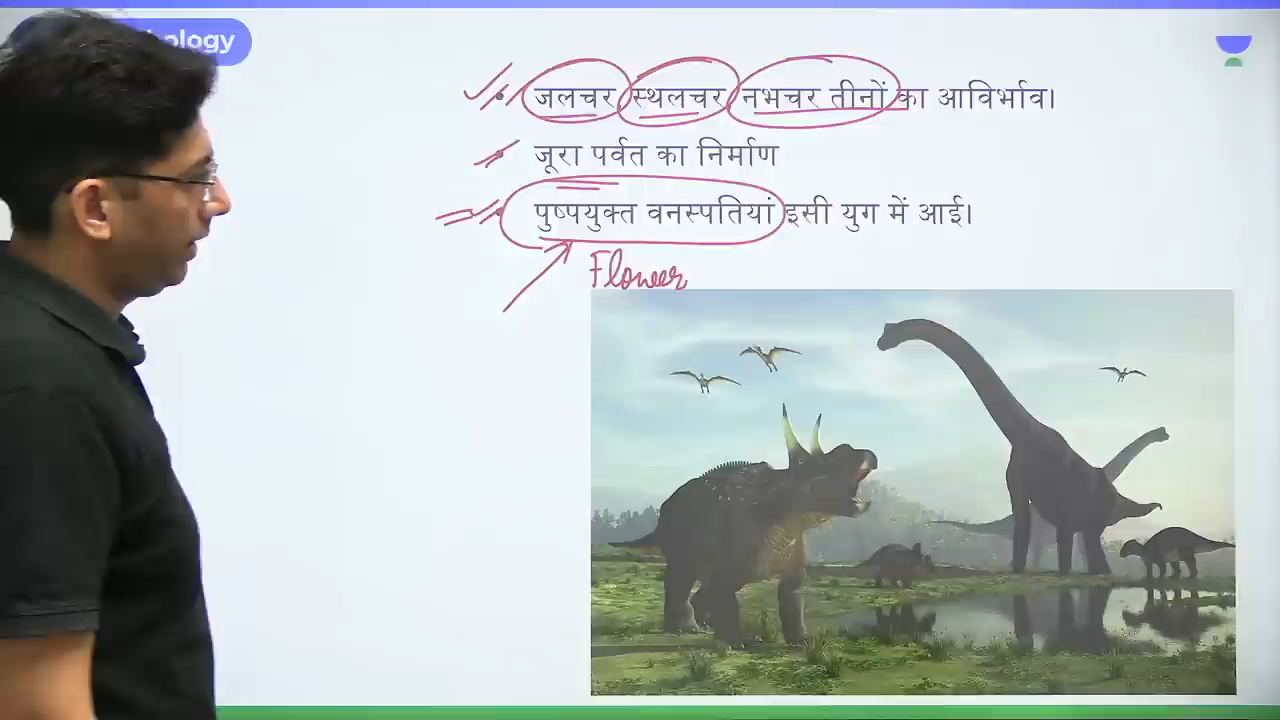 ology
जलचर स्थलचर नभचर तीनों का आविर्भाव।
जूरा पर्वत का निर्माण
पुष्पयुक्त वनस्पतियां इसी युग में आई।
Flower